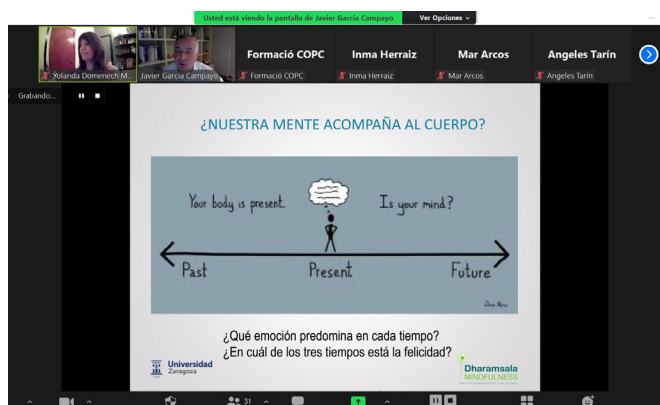 Usted está viendo la pantalla de Javier García Campayo
Ver Opciones
Formació COPC
Inma Herraiz
Mar Arcos
Angeles Tarín
Yolanda Domenech M...
Javier García Campayo
Formació COPC
Inma Herraiz
Mar Arcos
Angeles Tarín
Grabando...
¿NUESTRA MENTE ACOMPAÑA AL CUERPO?
Your body is present.
Is your mind?
Past
Present
Future
¿Qué emoción predomina en cada tiempo?
¿En cuál de los tres tiempos está la felicidad?
Universidad
Zaragoza
Dharamsala
MINDFULNESS
31